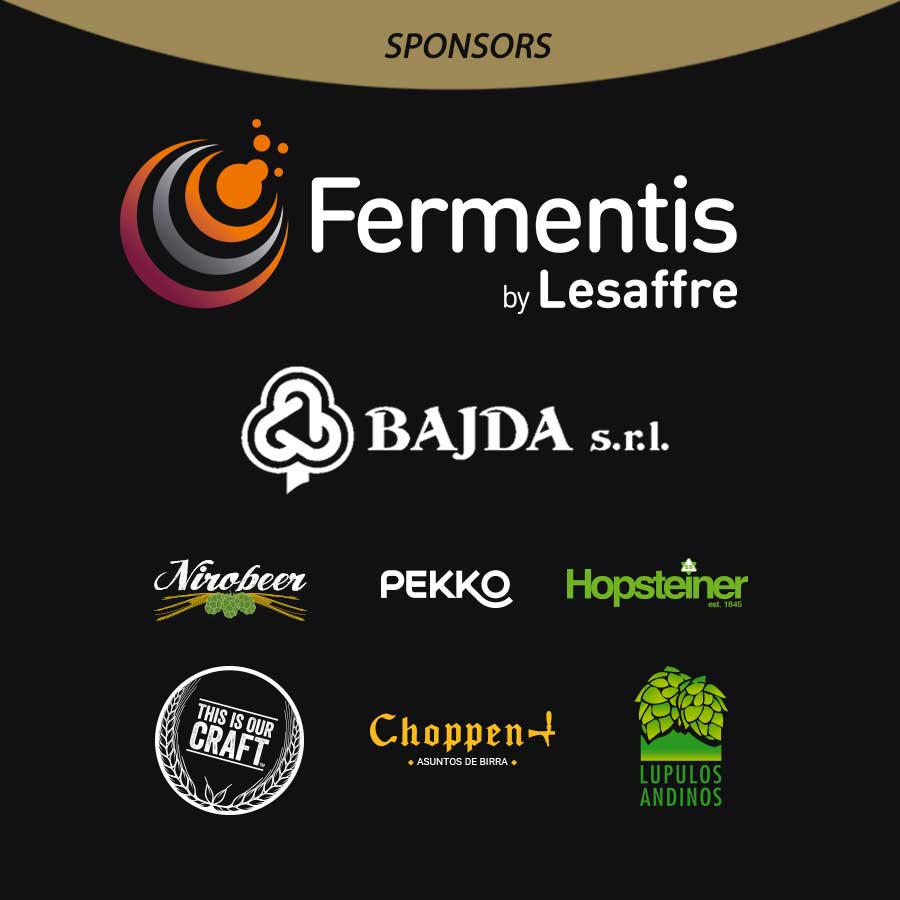 SPONSORS
Fermentis
by Lesaffre
BAJDA s.r.l.
Nirobeer
PEKKO
Hopsteiner
est. 1845
THIS IS OUR
CRAFT
Choppen
ASUNTOS DE BIRRA
LUPULOS
ANDINOS